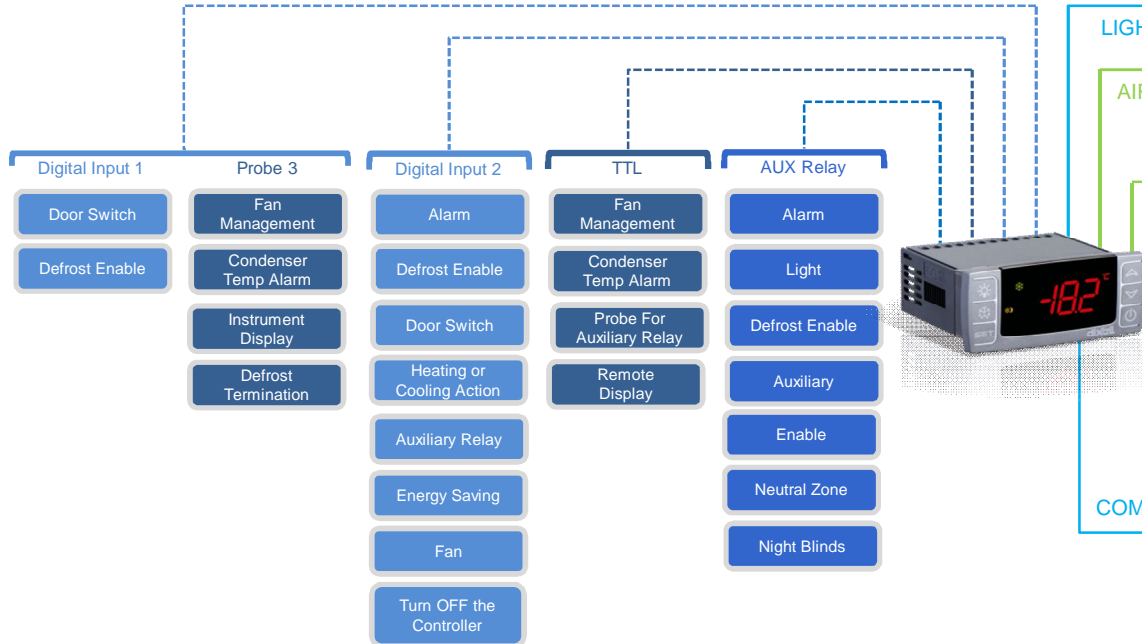 LIGH
AIF
Digital Input 1
Probe 3
Digital Input 2
TTL
AUX Relay
Door Switch
Defrost Enable
Fan
Management
Condenser
Temp Alarm
Instrument
Display
Defrost
Termination
Alarm
Defrost Enable
Door Switch
Heating or
Cooling Action
Auxiliary Relay
Energy Saving
Fan
Turn OFF the
Controller
Fan
Management
Condenser
Temp Alarm
Probe For
Auxiliary Relay
Remote
Display
Alarm
Light
Defrost Enable
Auxiliary
Enable
Neutral Zone
Night Blinds
-18.2
°C
SET
dixell
COM